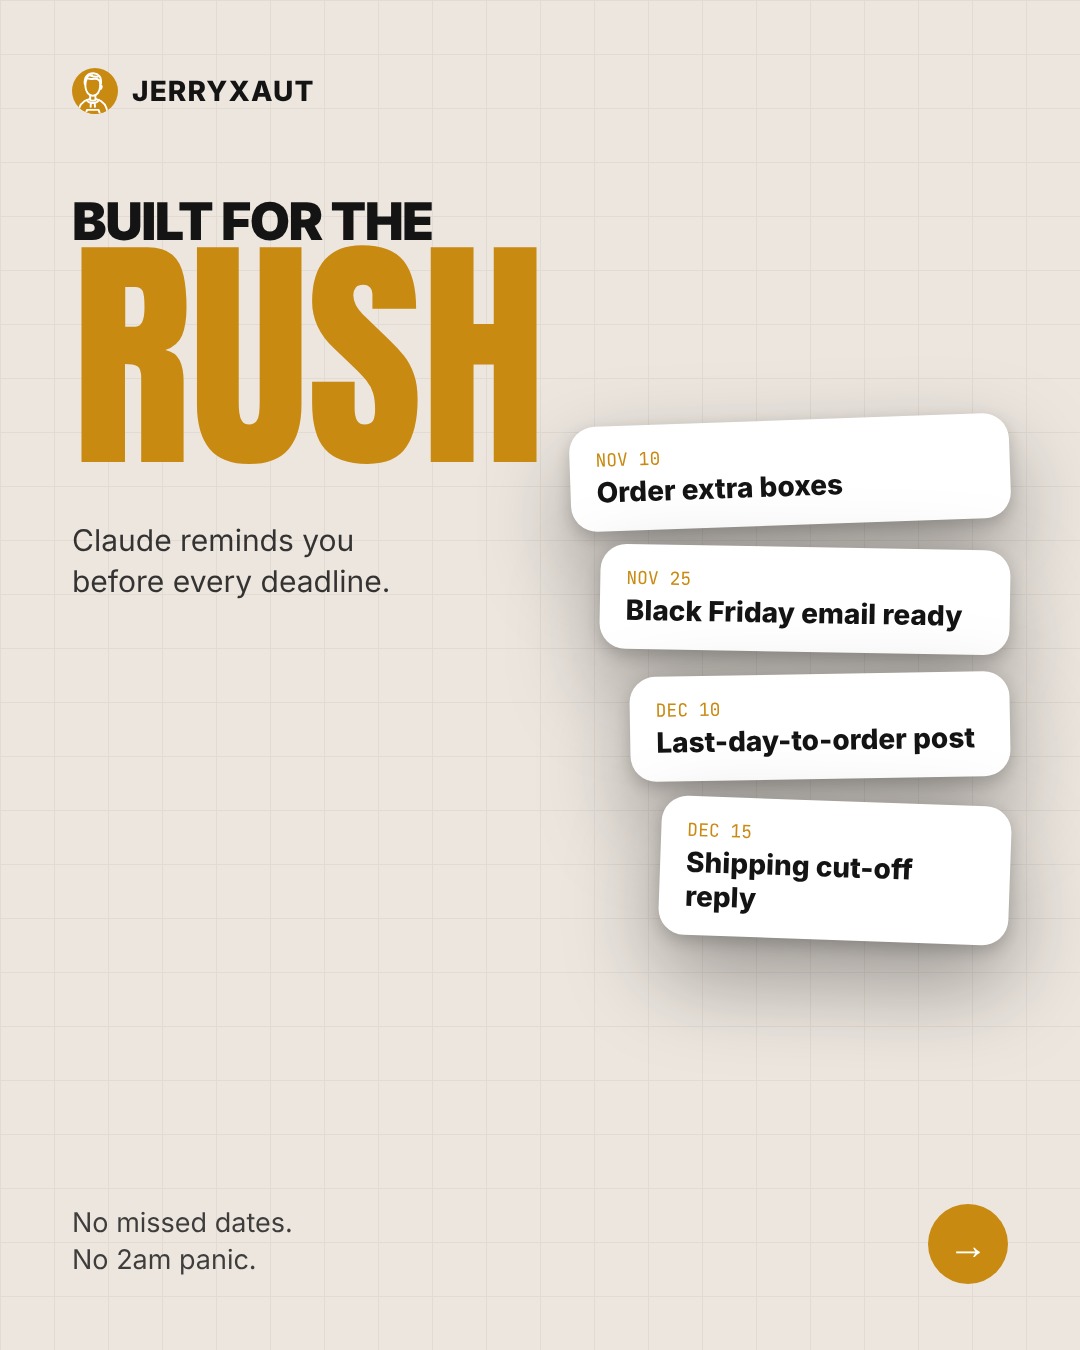 JERRYXAUT
BUILT FOR THE
RUSH
Claude reminds you
before every deadline.
NOV 10
Order extra boxes
NOV 25
Black Friday email ready
DEC 10
Last-day-to-order post
DEC 15
Shipping cut-off
reply
No missed dates.
No 2am panic.
→